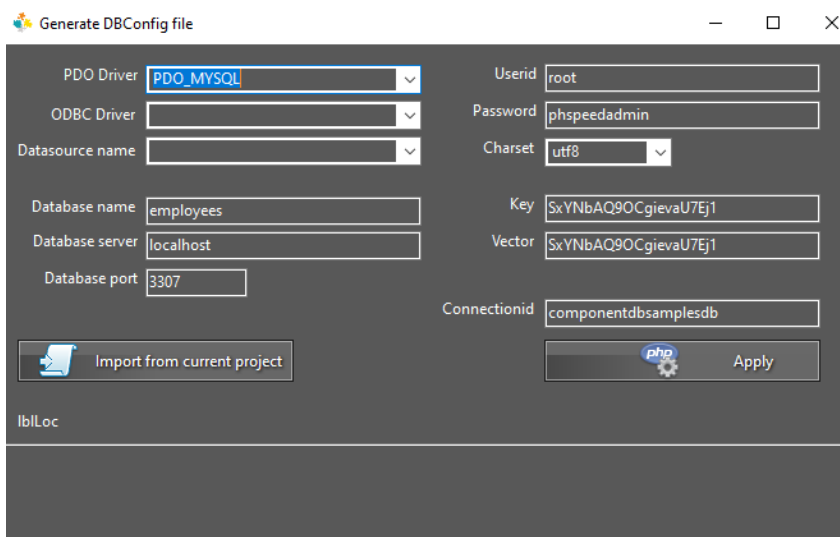 Generate DBConfig file
PDO Driver PDO_MYSQL
ODBC Driver
Datasource name
Database name employees
Database server localhost
Database port 3307
Userid root
Password phspeedadmin
Charset utf8
Key SxYNbAQ9OCgievaU7Ej1
Vector SxYNbAQ9OCgievaU7Ej1
Connectionid componentdbsamplesdb
Import from current project
php Apply
lblLoc